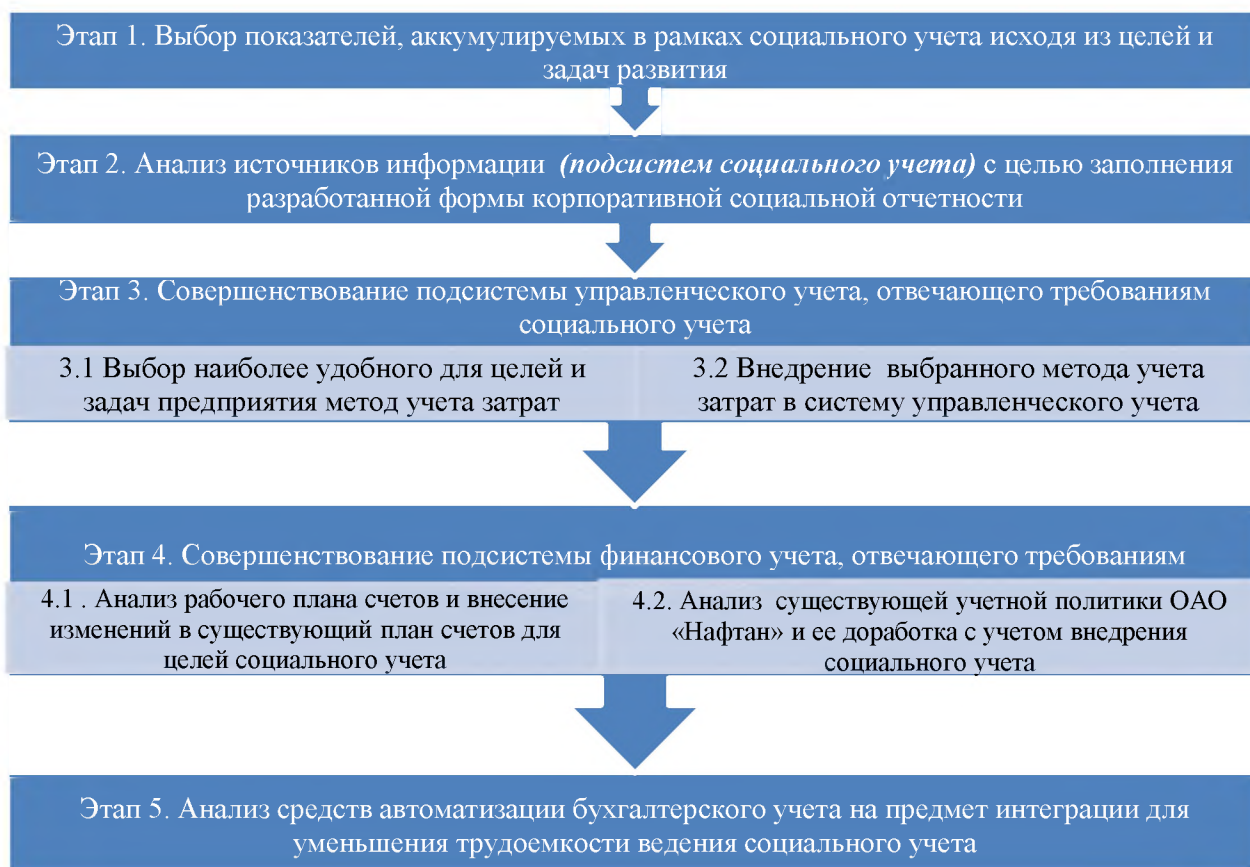 Этап 1. Выбор показателей, аккумулируемых в рамках социального учета исходя из целей и
задач развития
Этап 2. Анализ источников информации (подсистем социального учета) с целью заполнения
разработанной формы корпоративной социальной отчетности
Этап 3. Совершенствование подсистемы управленческого учета, отвечающего требованиям
социального учета
3.1 Выбор наиболее удобного для целей и
задач предприятия метод учета затрат
3.2 Внедрение выбранного метода учета
затрат в систему управленческого учета
Этап 4. Совершенствование подсистемы финансового учета, отвечающего требованиям
4.1 . Анализ рабочего плана счетов и внесение
изменений в существующий план счетов для
целей социального учета
4.2. Анализ существующей учетной политики ОАО
«Нафтан» и ее доработка с учетом внедрения
социального учета
Этап 5. Анализ средств автоматизации бухгалтерского учета на предмет интеграции для
уменьшения трудоемкости ведения социального учета